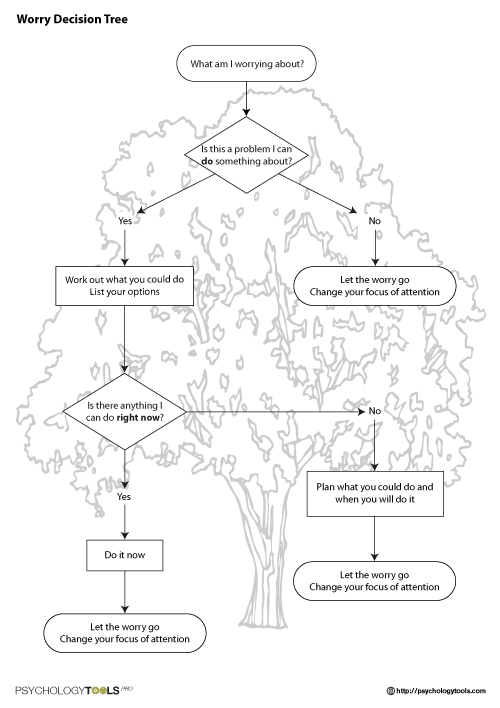 Worry Decision Tree
What am I worrying about?
Is this a problem I can
do something about?
Yes
No
Work out what you could do
List your options
Let the worry go
Change your focus of attention
Is there anything I
can do right now?
No
Yes
Plan what you could do and
when you will do it
Do it now
Let the worry go
Change your focus of attention
Let the worry go
Change your focus of attention
PSYCHOLOGYTOOLS PRO
http://psychologytools.com